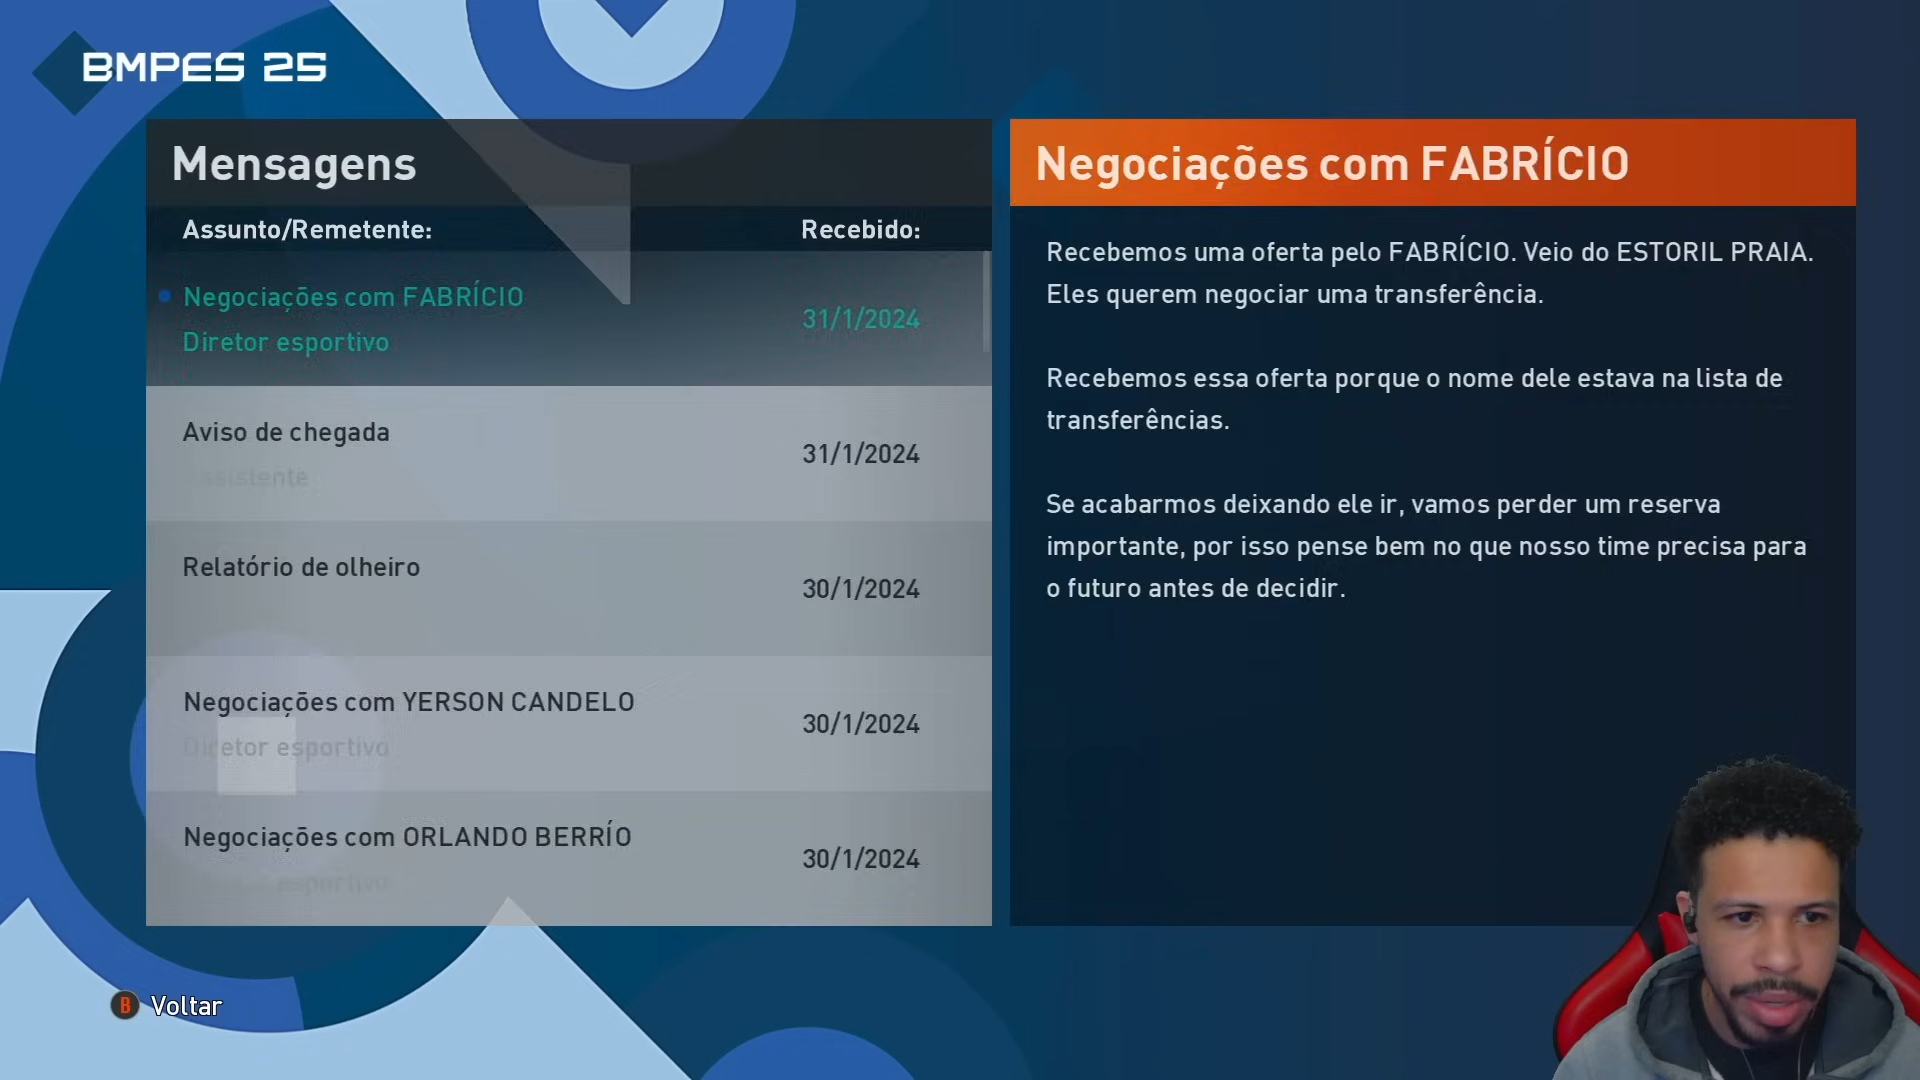 BMPES 25
Mensagens
Assunto/Remetente: Recebido:
Negociações com FABRÍCIO
Diretor esportivo
31/1/2024
Aviso de chegada
Assistente
31/1/2024
Relatório de olheiro
30/1/2024
Negociações com YERSON CANDELO
Diretor esportivo
30/1/2024
Negociações com ORLANDO BERRÍO
esportivo
30/1/2024
Negociações com FABRÍCIO
Recebemos uma oferta pelo FABRÍCIO. Veio do ESTORIL PRAIA.
Eles querem negociar uma transferência.
Recebemos essa oferta porque o nome dele estava na lista de
transferências.
Se acabarmos deixando ele ir, vamos perder um reserva
importante, por isso pense bem no que nosso time precisa para
o futuro antes de decidir.
B Voltar